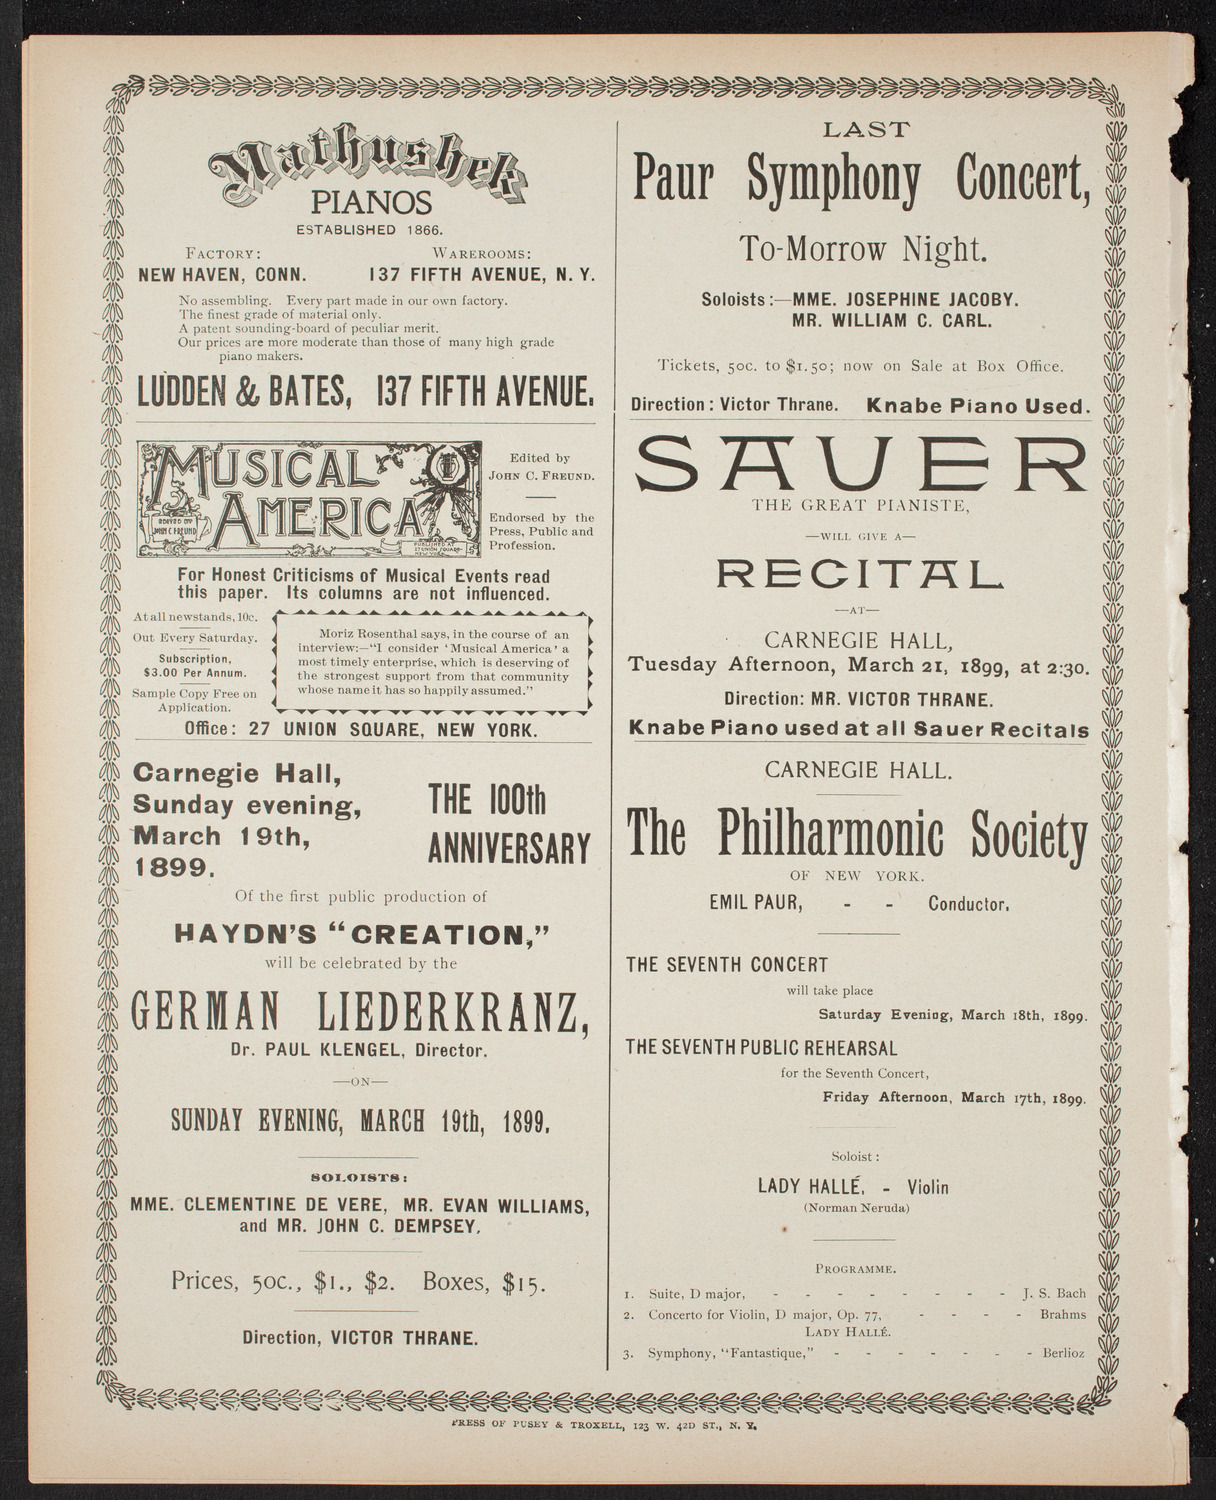 Mathushek
PIANOS
ESTABLISHED 1866.
FACTORY: WAREROOMS:
NEW HAVEN, CONN. 137 FIFTH AVENUE, N. Y.
No assembling. Every part made in our own factory.
The finest grade of material only.
A patent sounding-board of peculiar merit.
Our prices are more moderate than those of many high grade
piano makers.
LUDDEN & BATES, 137 FIFTH AVENUE.
MUSICAL
AMERICA
EDITED BY
JOHN C FREUND
PUBLISHED AT
27 UNION SQUARE
NEW YORK
Edited by
JOHN C. FREUND.
Endorsed by the
Press, Public and
Profession.
For Honest Criticisms of Musical Events read
this paper. Its columns are not influenced.
At all newstands, 10c.
Out Every Saturday.
Subscription,
$3.00 Per Annum.
Sample Copy Free on
Application.
Moriz Rosenthal says, in the course of an
interview:—"I consider 'Musical America' a
most timely enterprise, which is deserving of
the strongest support from that community
whose name it has so happily assumed."
Office: 27 UNION SQUARE, NEW YORK.
Carnegie Hall,
Sunday evening,
March 19th,
1899.
THE 100th
ANNIVERSARY
Of the first public production of
HAYDN'S "CREATION,"
will be celebrated by the
GERMAN LIEDERKRANZ,
Dr. PAUL KLENGEL, Director.
—ON—
SUNDAY EVENING, MARCH 19th, 1899.
SOLOISTS:
MME. CLEMENTINE DE VERE, MR. EVAN WILLIAMS,
and MR. JOHN C. DEMPSEY.
Prices, 50c., $1., $2. Boxes, $15.
Direction, VICTOR THRANE.
LAST
Paur Symphony Concert,
To-Morrow Night.
Soloists:—MME. JOSEPHINE JACOBY.
MR. WILLIAM C. CARL.
Tickets, 50c. to $1.50; now on Sale at Box Office.
Direction: Victor Thrane. Knabe Piano Used.
SAUER
THE GREAT PIANISTE,
—WILL GIVE A—
RECITAL
—AT—
CARNEGIE HALL,
Tuesday Afternoon, March 21, 1899, at 2:30.
Direction: MR. VICTOR THRANE.
Knabe Piano used at all Sauer Recitals
CARNEGIE HALL.
The Philharmonic Society
OF NEW YORK.
EMIL PAUR, - - Conductor.
THE SEVENTH CONCERT
will take place
Saturday Evening, March 18th, 1899.
THE SEVENTH PUBLIC REHEARSAL
for the Seventh Concert,
Friday Afternoon, March 17th, 1899.
Soloist:
LADY HALLÉ, - Violin
(Norman Neruda)
PROGRAMME.
1. Suite, D major, - - - - - - - - J. S. Bach
2. Concerto for Violin, D major, Op. 77, - - - - Brahms
LADY HALLÉ.
3. Symphony, "Fantastique," - - - - - - - Berlioz
PRESS OF PUSEY & TROXELL, 123 W. 42D ST., N. Y.